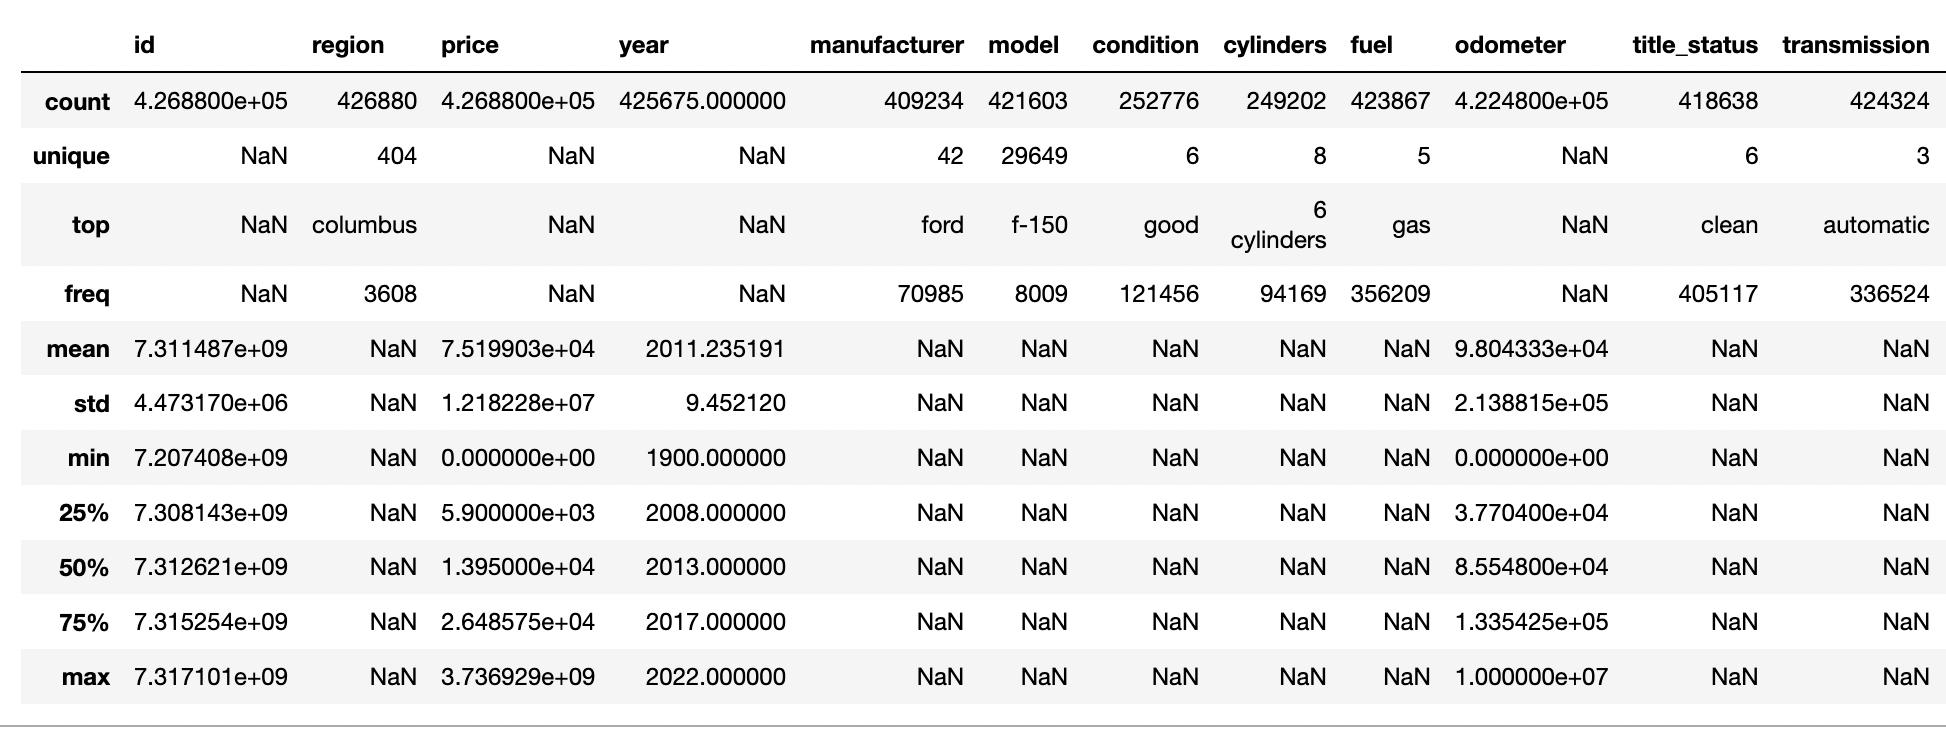 id region price year manufacturer model condition cylinders fuel odometer title_status transmission
count 4.268800e+05 426880 4.268800e+05 425675.000000 409234 421603 252776 249202 423867 4.224800e+05 418638 424324
unique NaN 404 NaN NaN 42 29649 6 8 5 NaN 6 3
top NaN columbus NaN NaN ford f-150 good 6 cylinders gas NaN clean automatic
freq NaN 3608 NaN NaN 70985 8009 121456 94169 356209 NaN 405117 336524
mean 7.311487e+09 NaN 7.519903e+04 2011.235191 NaN NaN NaN NaN NaN 9.804333e+04 NaN NaN
std 4.473170e+06 NaN 1.218228e+07 9.452120 NaN NaN NaN NaN NaN 2.138815e+05 NaN NaN
min 7.207408e+09 NaN 0.000000e+00 1900.000000 NaN NaN NaN NaN NaN 0.000000e+00 NaN NaN
25% 7.308143e+09 NaN 5.900000e+03 2008.000000 NaN NaN NaN NaN NaN 3.770400e+04 NaN NaN
50% 7.312621e+09 NaN 1.395000e+04 2013.000000 NaN NaN NaN NaN NaN 8.554800e+04 NaN NaN
75% 7.315254e+09 NaN 2.648575e+04 2017.000000 NaN NaN NaN NaN NaN 1.335425e+05 NaN NaN
max 7.317101e+09 NaN 3.736929e+09 2022.000000 NaN NaN NaN NaN NaN 1.000000e+07 NaN NaN